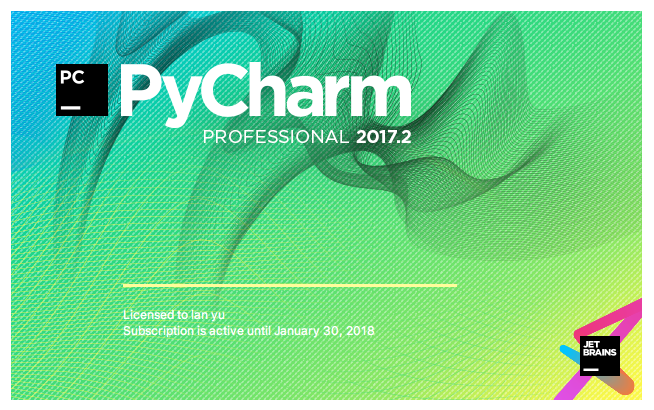 PC
PyCharm
PROFESSIONAL 2017.2
Licensed to lan yu
Subscription is active until January 30, 2018
JET
BRAINS